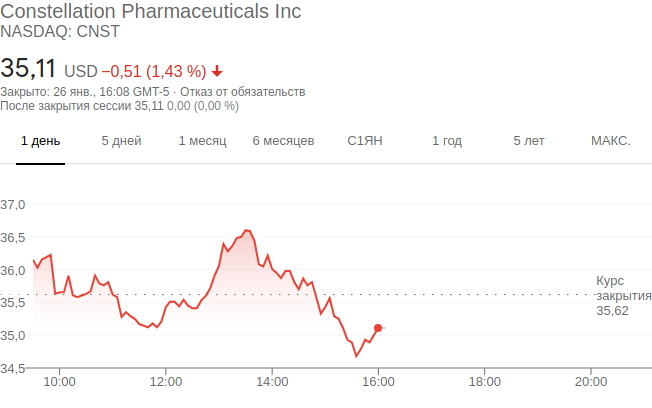 Constellation Pharmaceuticals Inc
NASDAQ: CNST
35,11 USD −0,51 (1,43 %)
Закрыто: 26 янв., 16:08 GMT-5 · Отказ от обязательств
После закрытия сессии 35,11 0,00 (0,00 %)
1 день 5 дней 1 месяц 6 месяцев С1ЯН 1 год 5 лет МАКС.
37,0
36,5
36,0
Курс
закрытия
35,62
35,5
35,0
34,5
10:00 12:00 14:00 16:00 18:00 20:00